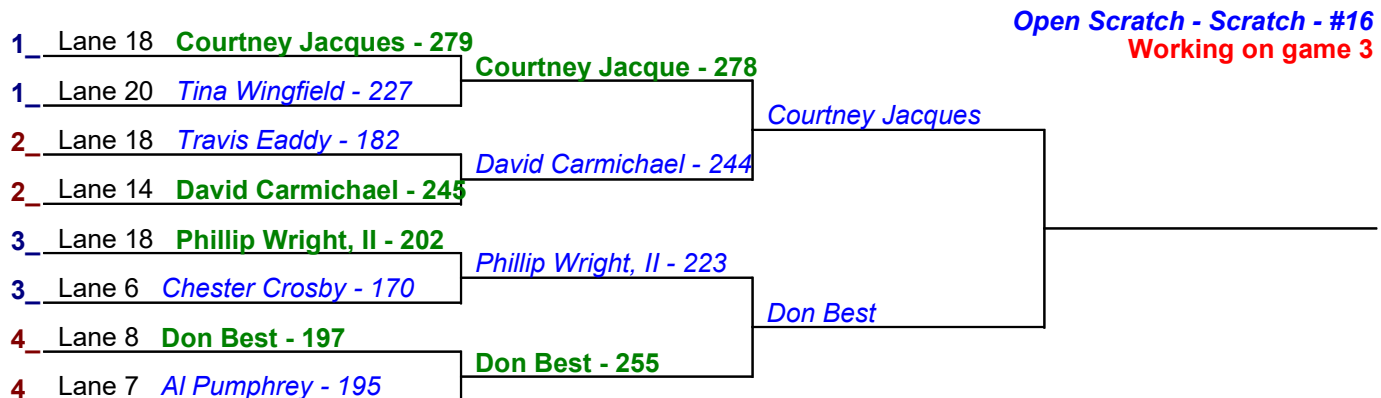 Open Scratch - Scratch - #16
Working on game 3
1_ Lane 18 Courtney Jacques - 279
Courtney Jacque - 278
1_ Lane 20 Tina Wingfield - 227
Courtney Jacques
2_ Lane 18 Travis Eaddy - 182
David Carmichael - 244
2_ Lane 14 David Carmichael - 245
3_ Lane 18 Phillip Wright, II - 202
Phillip Wright, II - 223
3_ Lane 6 Chester Crosby - 170
Don Best
4_ Lane 8 Don Best - 197
Don Best - 255
4 Lane 7 Al Pumphrey - 195